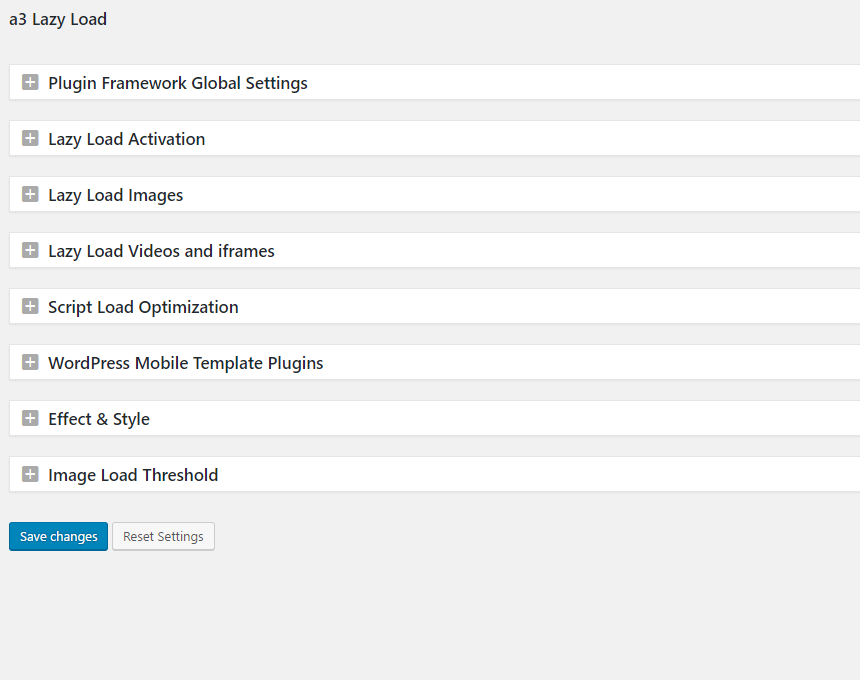 a3 Lazy Load
Plugin Framework Global Settings
Lazy Load Activation
Lazy Load Images
Lazy Load Videos and iframes
Script Load Optimization
WordPress Mobile Template Plugins
Effect & Style
Image Load Threshold
Save changes Reset Settings